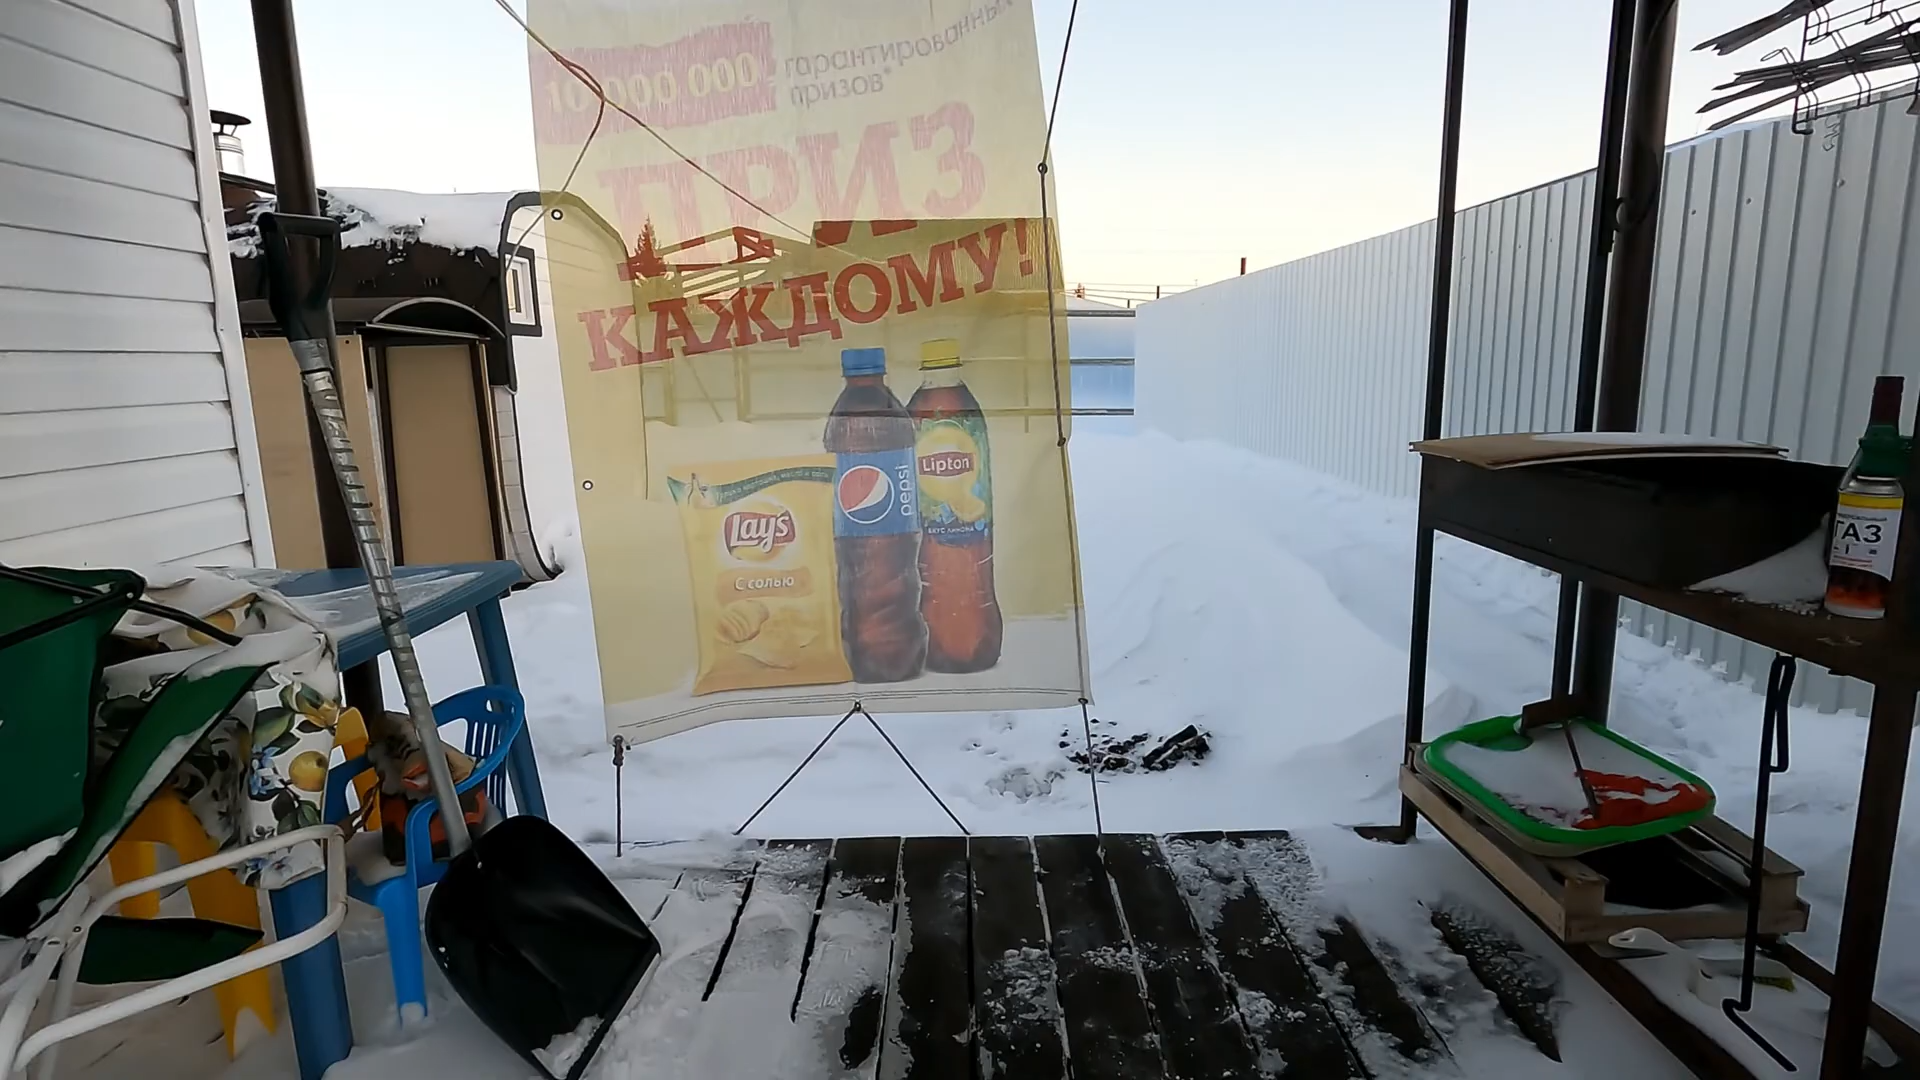 10 000 000 гарантированных
призов*
ПРИЗ
КАЖДОМУ!
Lipton
pepsi
ВКУС ЛИМОНА
Lay's
С солью
ГАЗ